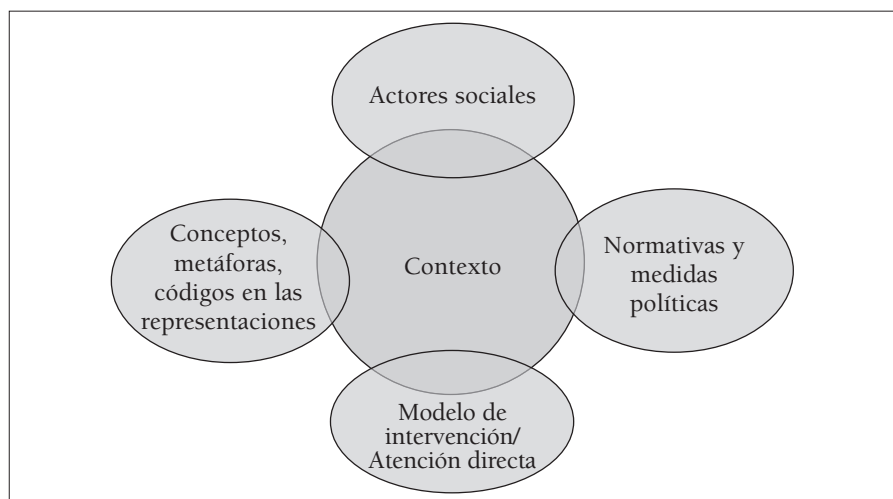 Actores sociales
Conceptos,
metáforas,
códigos en las
representaciones
Contexto
Normativas y
medidas
políticas
Modelo de
intervención/
Atención directa